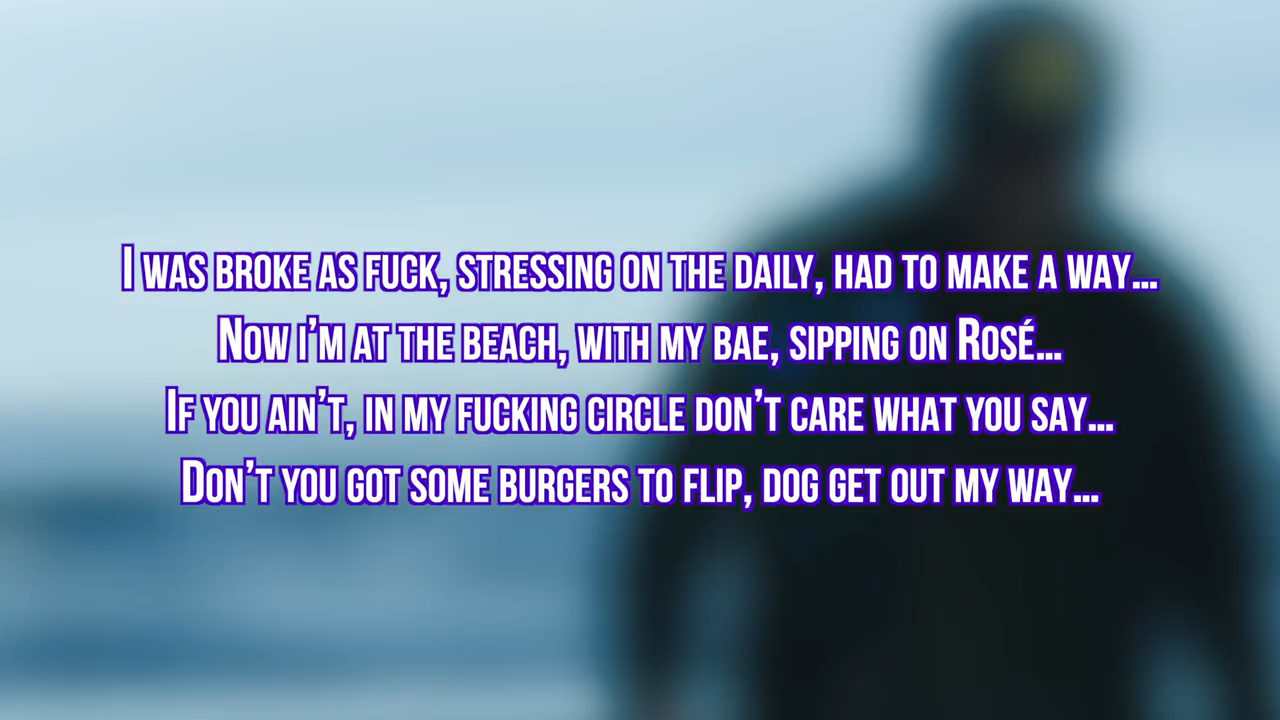 I was broke as fuck, stressing on the daily, had to make a way...
Now I’m at the beach, with my bae, sipping on Rosé...
If you ain’t, in my fucking circle don’t care what you say...
Don’t you got some burgers to flip, dog get out my way...